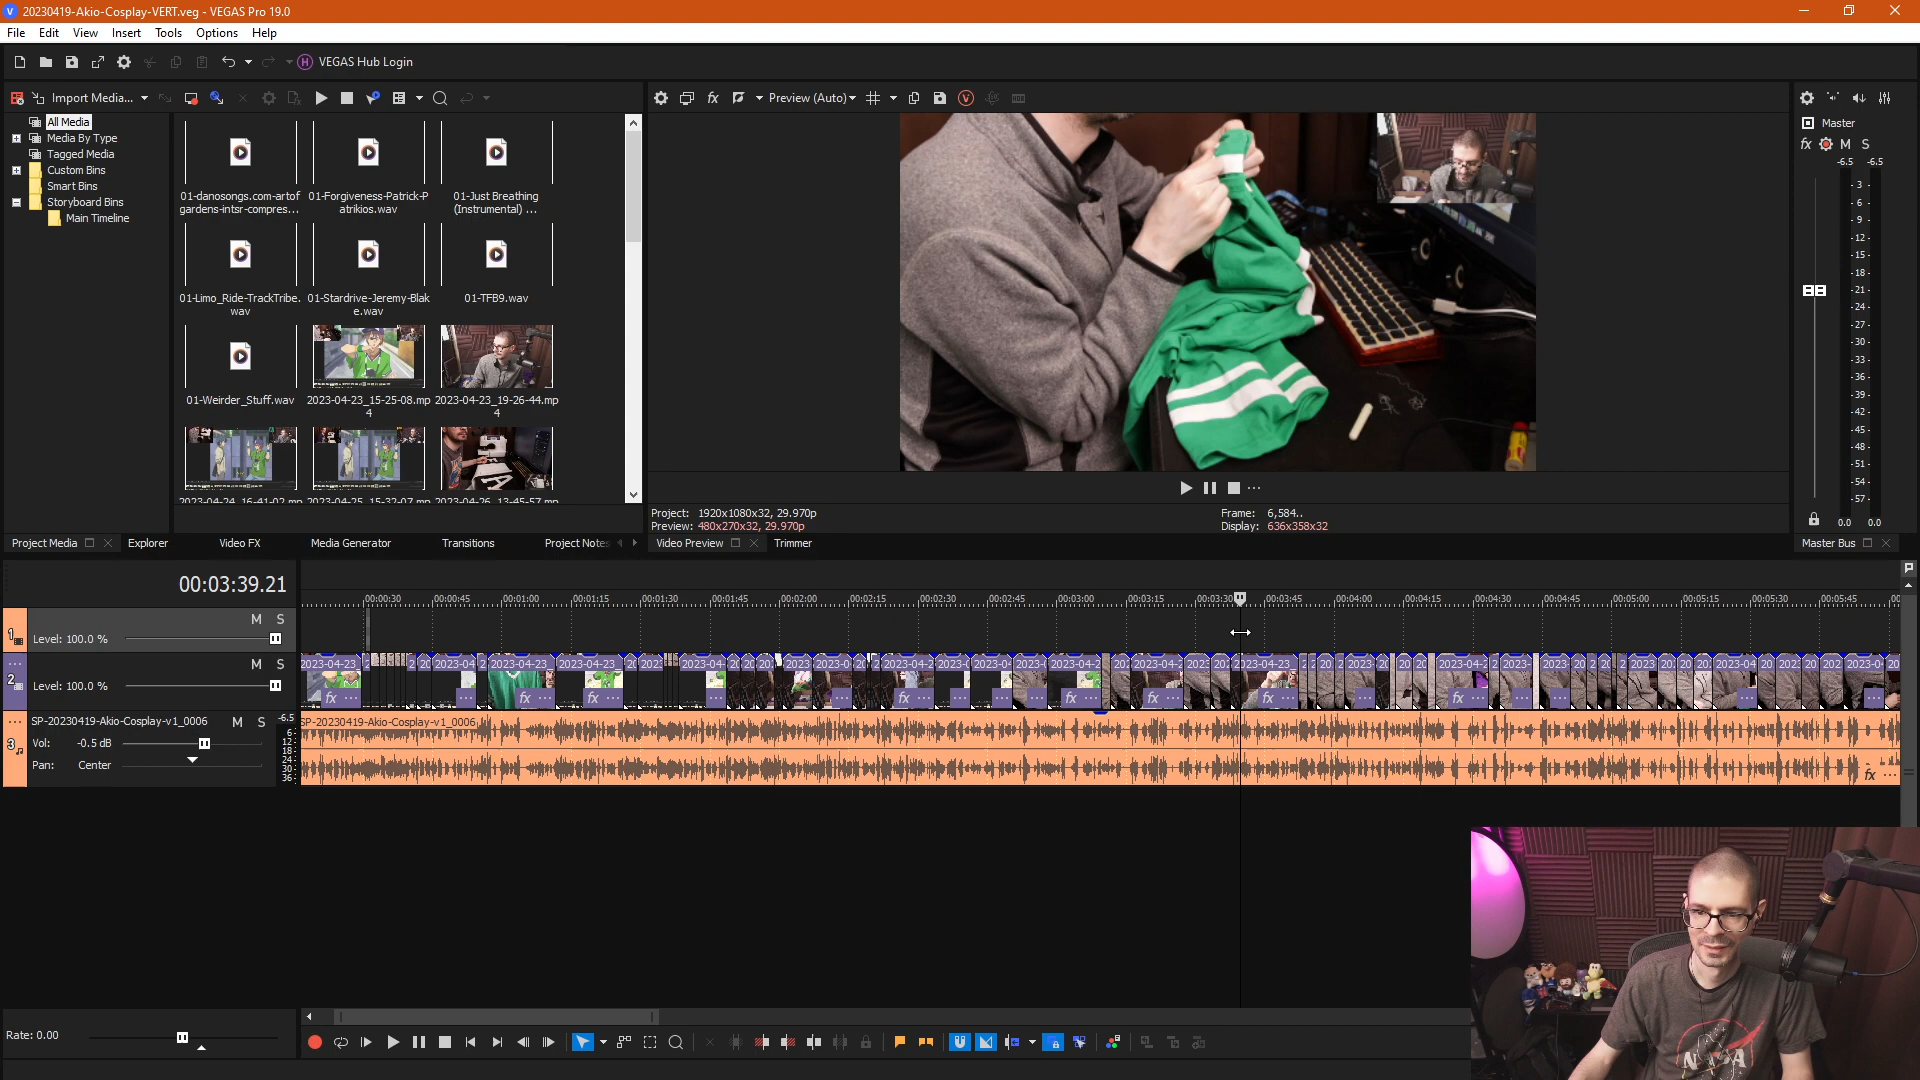 20230419-Akio-Cosplay-VERT.veg - VEGAS Pro 19.0
File Edit View Insert Tools Options Help
VEGAS Hub Login
Import Media...
Preview (Auto)
All Media
Media By Type
Tagged Media
Custom Bins
Smart Bins
Storyboard Bins
Main Timeline
01-danosongs.com-artof
gardens-intsr-compres...
01-Forgiveness-Patrick-P
atrikios.wav
01-Just Breathing
(Instrumental) ...
01-Limo_Ride-TrackTribe.
wav
01-Stardrive-Jeremy-Blak
e.wav
01-TFB9.wav
01-Weirder_Stuff.wav
2023-04-23_15-25-08.mp
4
2023-04-23_19-26-44.mp
4
2023-04-24_16-41-02.mp
2023-04-25_15-32-07.mp
2023-04-26_13-45-57.mp
Master
fx M S
-6.5 -6.5
- 3 -
- 6 -
- 9 -
-12-
-15-
-18-
-21-
-24-
-27-
-30-
-33-
-36-
-39-
-42-
-45-
-48-
-51-
-54-
-57-
0.0 0.0
Project: 1920x1080x32, 29.970p
Preview: 480x270x32, 29.970p
Frame: 6,584..
Display: 636x358x32
Project Media Explorer Video FX Media Generator Transitions Project Notes
Video Preview Trimmer
Master Bus
00:03:39.21
00:00:30 00:00:45 00:01:00 00:01:15 00:01:30 00:01:45 00:02:00 00:02:15 00:02:30 00:02:45 00:03:00 00:03:15 00:03:30 00:03:45 00:04:00 00:04:15 00:04:30 00:04:45 00:05:00 00:05:15 00:05:30 00:05:45
1
M S
Level: 100.0 %
2
M S
Level: 100.0 %
3
SP-20230419-Akio-Cosplay-v1_0006 M S
-6.5
6
12
18
24
30
36
Vol: -0.5 dB
Pan: Center
SP-20230419-Akio-Cosplay-v1_0006
fx
Rate: 0.00
NASA